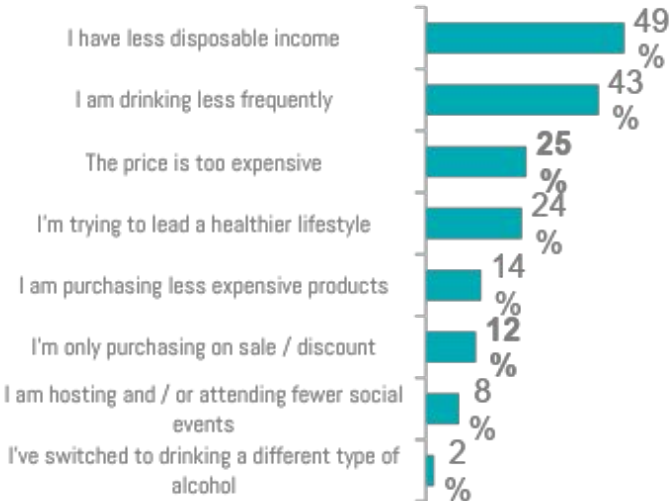 I have less disposable income
49
%
I am drinking less frequently
43
%
The price is too expensive
25
%
I'm trying to lead a healthier lifestyle
24
%
I am purchasing less expensive products
14
%
I'm only purchasing on sale / discount
12
%
I am hosting and / or attending fewer social
events
8
%
I've switched to drinking a different type of
alcohol
2
%